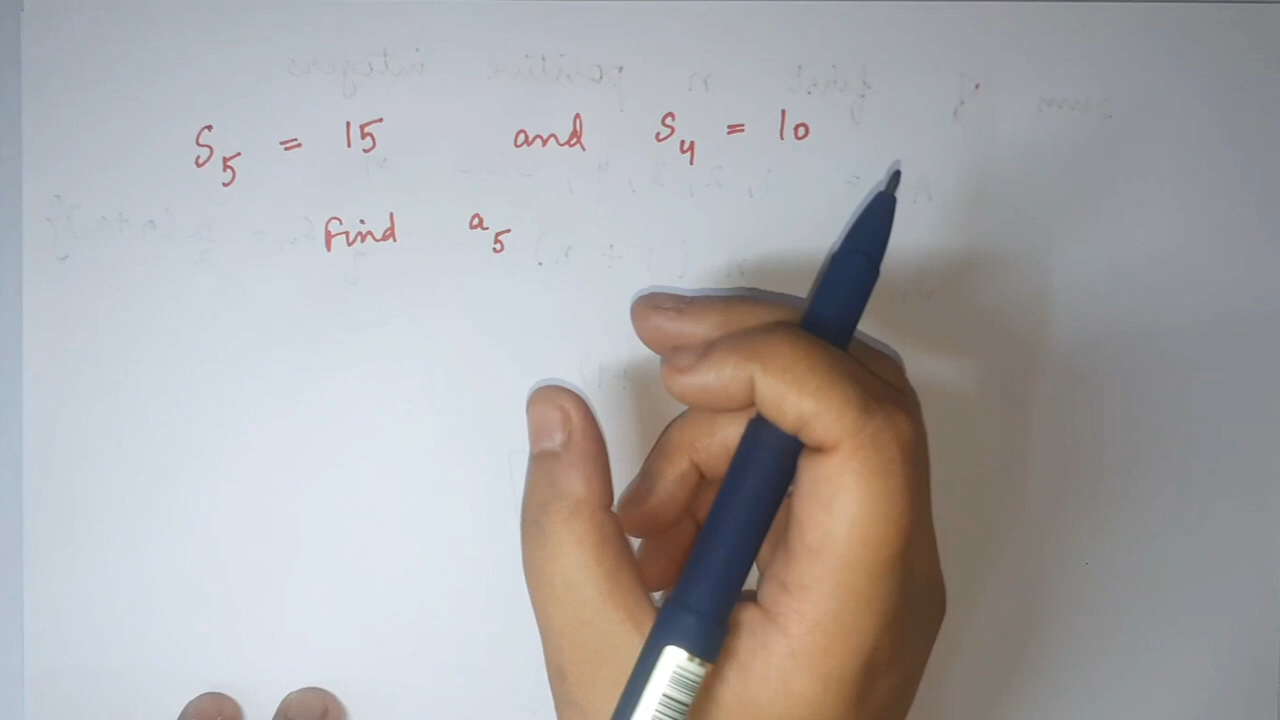 S₅ = 15 and S₄ = 10
Find a₅